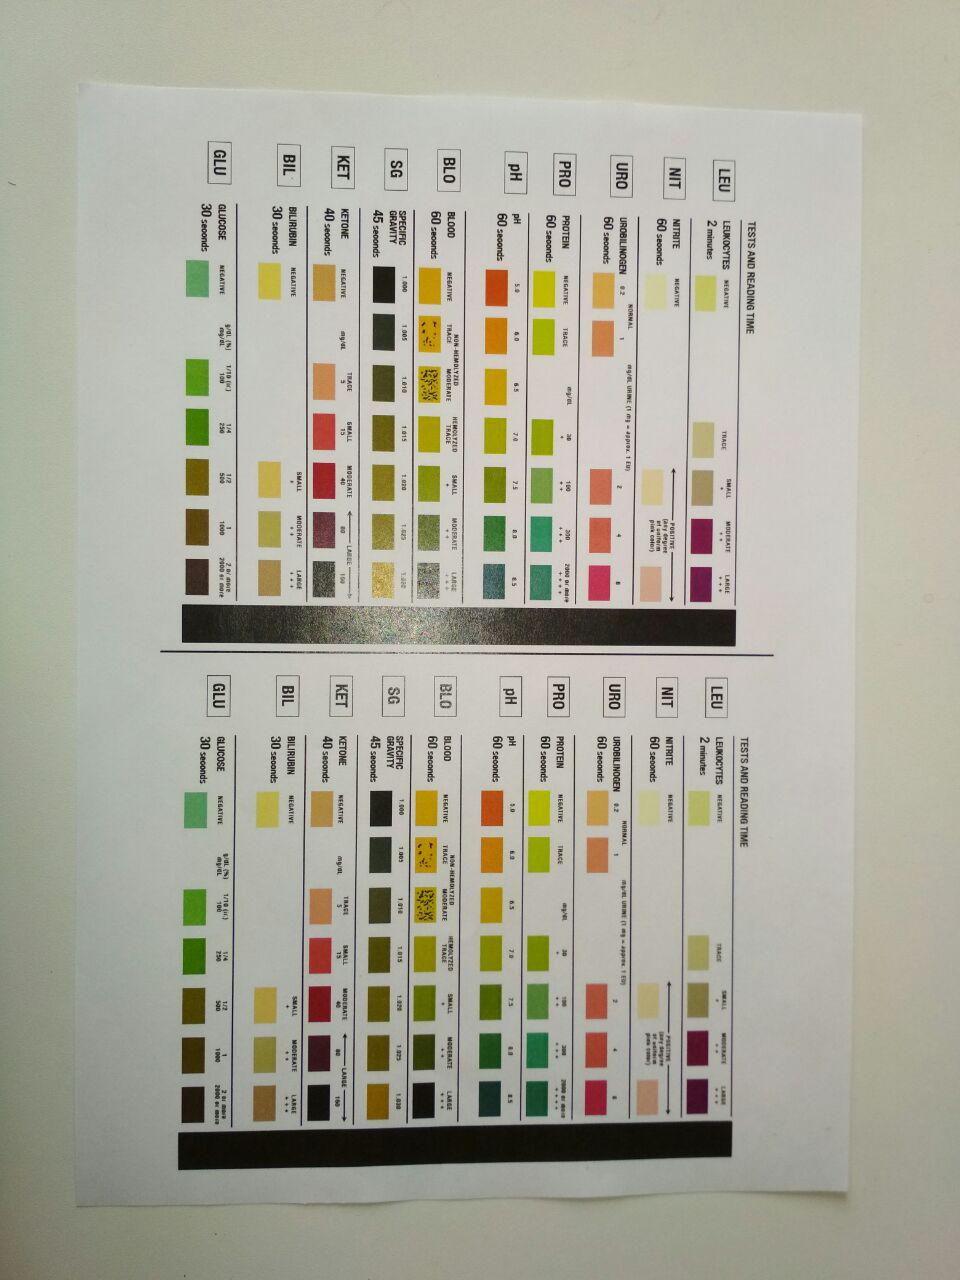 TESTS AND READING TIME
LEU
LEUKOCYTES
2 minutes
NEGATIVE
TRACE
SMALL
+
MODERATE
+ +
LARGE
+ + +
NIT
NITRITE
60 seconds
NEGATIVE
POSITIVE
(any degree
of uniform
pink color)
URO
UROBILINOGEN
60 seconds
0.2
NORMAL
1
mg/dL URINE (1 mg = approx. 1 EU)
2
4
8
PRO
PROTEIN
60 seconds
NEGATIVE
TRACE
mg/dL
30
+
100
+ +
300
+ + +
2000 or more
+ + + +
pH
pH
60 seconds
5.0
6.0
6.5
7.0
7.5
8.0
8.5
BLO
BLOOD
60 seconds
NEGATIVE
NON-HEMOLYZED
TRACE
MODERATE
HEMOLYZED
TRACE
SMALL
+
MODERATE
+ +
LARGE
+ + +
SG
SPECIFIC
GRAVITY
45 seconds
1.000
1.005
1.010
1.015
1.020
1.025
1.030
KET
KETONE
40 seconds
NEGATIVE
mg/dL
TRACE
5
SMALL
15
MODERATE
40
LARGE
80
160
BIL
BILIRUBIN
30 seconds
NEGATIVE
SMALL
+
MODERATE
+ +
LARGE
+ + +
GLU
GLUCOSE
30 seconds
NEGATIVE
g/dL (%)
mg/dL
1/10 (tr.)
100
1/4
250
1/2
500
1
1000
2 or more
2000 or more
TESTS AND READING TIME
LEU
LEUKOCYTES
2 minutes
NEGATIVE
TRACE
SMALL
+
MODERATE
+ +
LARGE
+ + +
NIT
NITRITE
60 seconds
NEGATIVE
POSITIVE
(any degree
of uniform
pink color)
URO
UROBILINOGEN
60 seconds
0.2
NORMAL
1
mg/dL URINE (1 mg = approx. 1 EU)
2
4
8
PRO
PROTEIN
60 seconds
NEGATIVE
TRACE
mg/dL
30
+
100
+ +
300
+ + +
2000 or more
+ + + +
pH
pH
60 seconds
5.0
6.0
6.5
7.0
7.5
8.0
8.5
BLO
BLOOD
60 seconds
NEGATIVE
NON-HEMOLYZED
TRACE
MODERATE
HEMOLYZED
TRACE
SMALL
+
MODERATE
+ +
LARGE
+ + +
SG
SPECIFIC
GRAVITY
45 seconds
1.000
1.005
1.010
1.015
1.020
1.025
1.030
KET
KETONE
40 seconds
NEGATIVE
mg/dL
TRACE
5
SMALL
15
MODERATE
40
LARGE
80
160
BIL
BILIRUBIN
30 seconds
NEGATIVE
SMALL
+
MODERATE
+ +
LARGE
+ + +
GLU
GLUCOSE
30 seconds
NEGATIVE
g/dL (%)
mg/dL
1/10 (tr.)
100
1/4
250
1/2
500
1
1000
2 or more
2000 or more